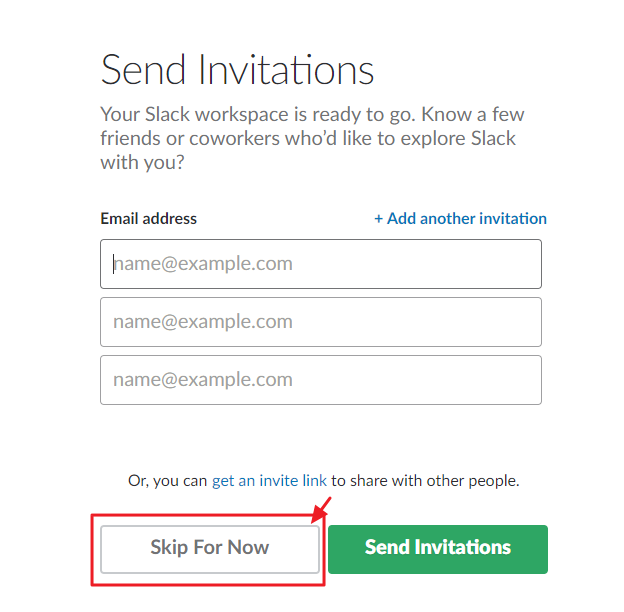 Send Invitations
Your Slack workspace is ready to go. Know a few
friends or coworkers who’d like to explore Slack
with you?
Email address
+ Add another invitation
name@example.com
name@example.com
name@example.com
Or, you can get an invite link to share with other people.
Skip For Now
Send Invitations